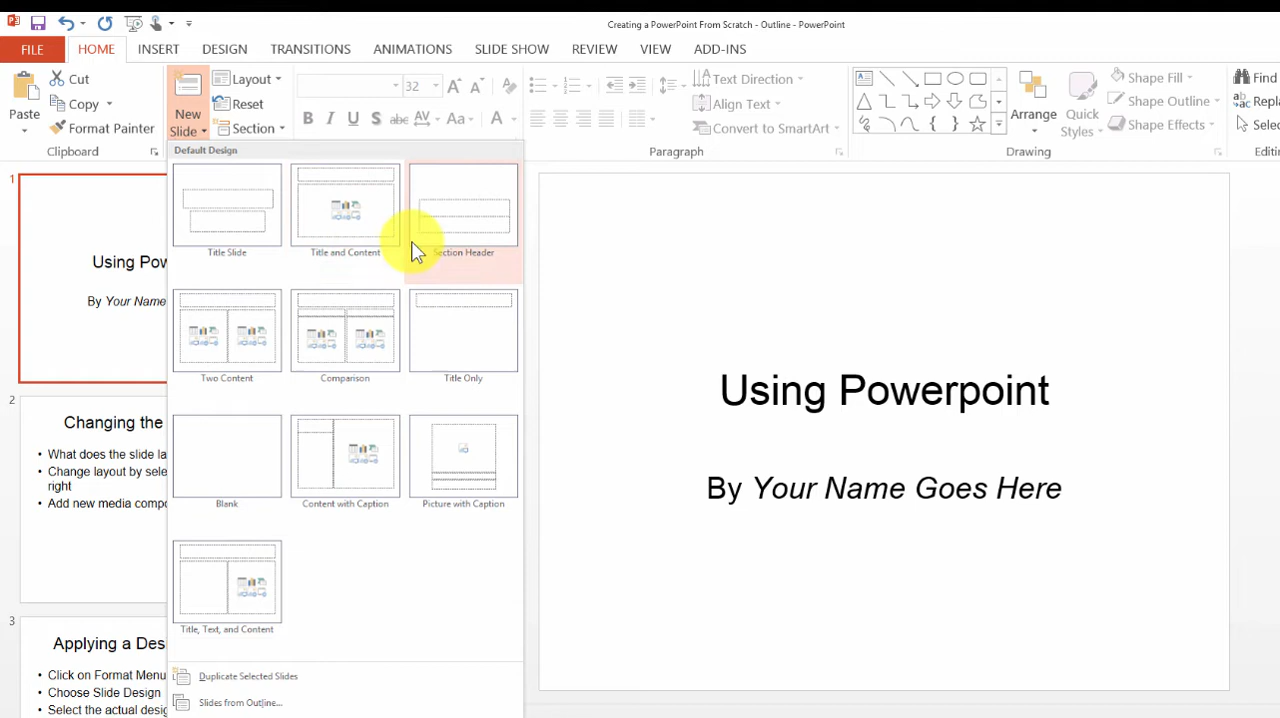 Creating a PowerPoint From Scratch - Outline - PowerPoint
FILE HOME INSERT DESIGN TRANSITIONS ANIMATIONS SLIDE SHOW REVIEW VIEW ADD-INS
Paste
Cut
Copy
Format Painter
Clipboard
New
Slide
Layout
Reset
Section
32
B I U S abc AV Aa A
Text Direction
Align Text
Convert to SmartArt
Paragraph
Arrange
Quick
Styles
Shape Fill
Shape Outline
Shape Effects
Drawing
Find
Default Design
Title Slide
Title and Content
Section Header
Two Content
Comparison
Title Only
Blank
Content with Caption
Picture with Caption
Title, Text, and Content
Duplicate Selected Slides
Slides from Outline...
1
Using Pow
By Your Name
2
Changing the
• What does the slide la
• Change layout by sele
right
• Add new media compo
3
Applying a Des
• Click on Format Menu
• Choose Slide Design
• Select the actual desig
Using Powerpoint
By Your Name Goes Here